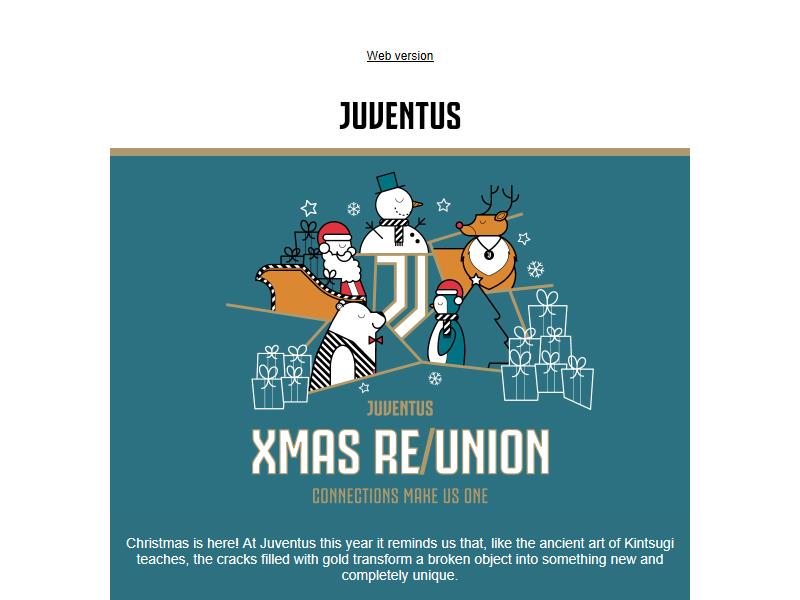 Web version
JUVENTUS
JUVENTUS
XMAS RE/UNION
CONNECTIONS MAKE US ONE
Christmas is here! At Juventus this year it reminds us that, like the ancient art of Kintsugi
teaches, the cracks filled with gold transform a broken object into something new and
completely unique.